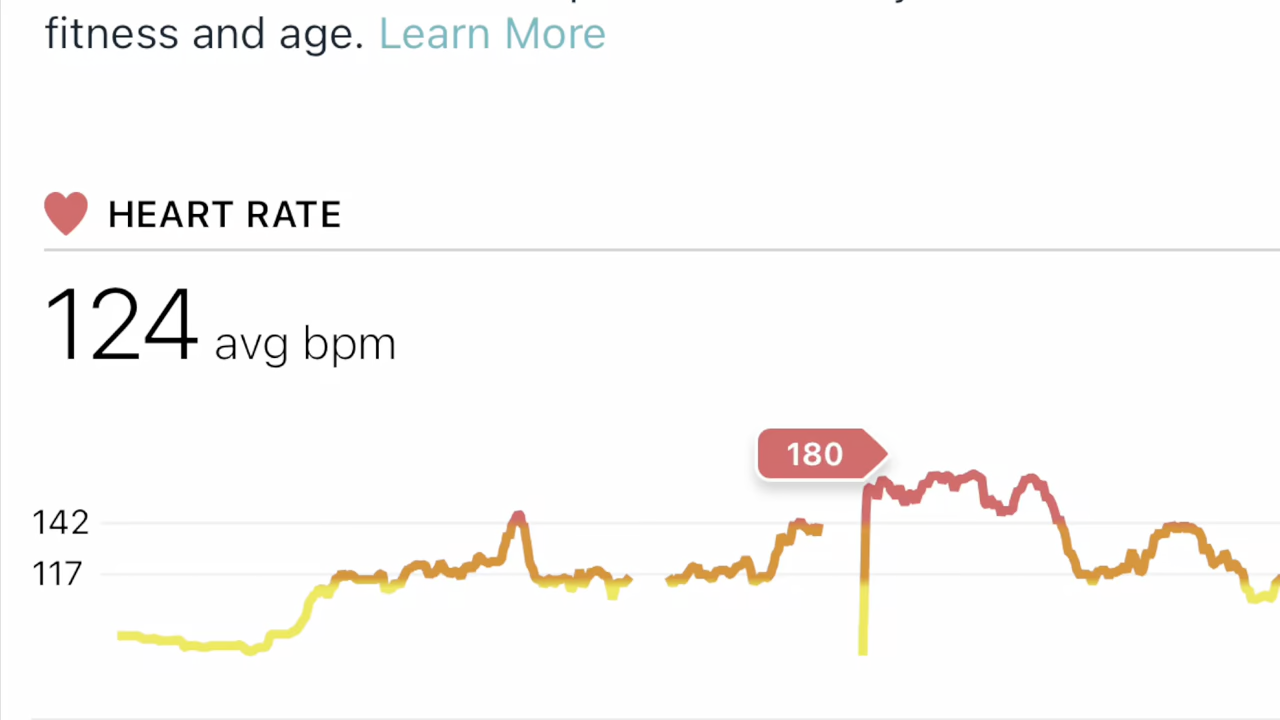 fitness and age. Learn More
HEART RATE
124 avg bpm
180
142
117